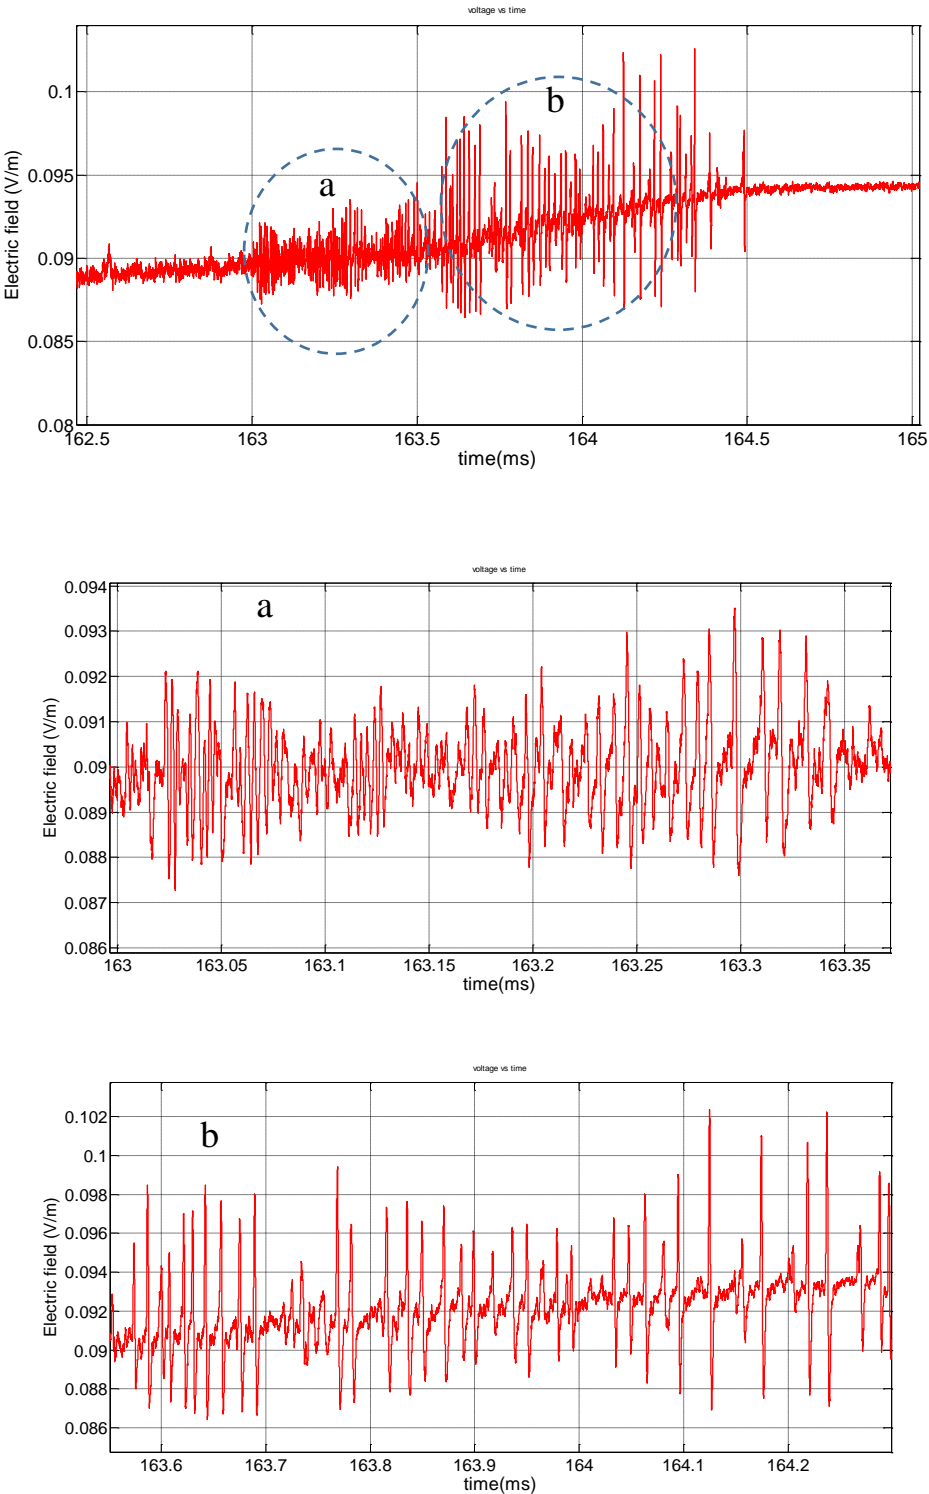 voltage vs time
0.1
0.095
0.09
0.085
0.08
Electric field (V/m)
a
b
162.5 163 163.5 164 164.5 165
time(ms)
voltage vs time
0.094
0.093
0.092
0.091
0.09
0.089
0.088
0.087
0.086
Electric field (V/m)
a
163 163.05 163.1 163.15 163.2 163.25 163.3 163.35
time(ms)
voltage vs time
0.102
0.1
0.098
0.096
0.094
0.092
0.09
0.088
0.086
Electric field (V/m)
b
163.6 163.7 163.8 163.9 164 164.1 164.2
time(ms)